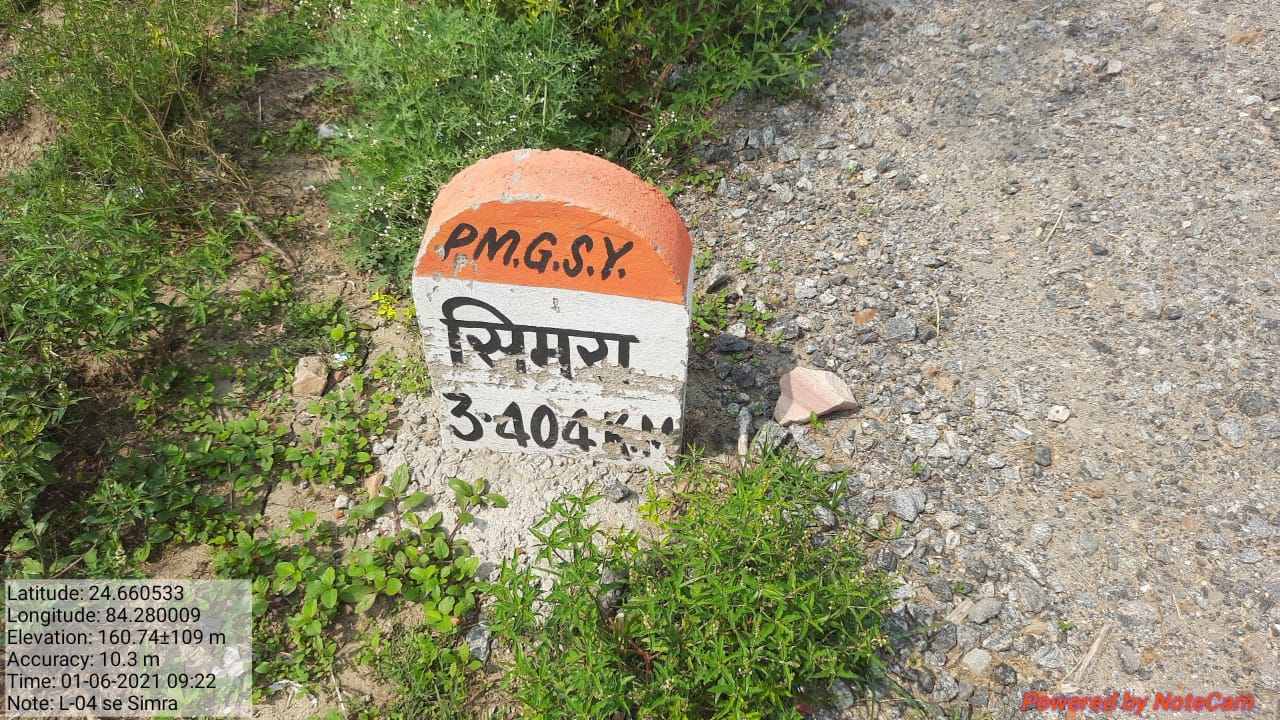 P.M.G.S.Y.
सिमरा
3.404 K.M
Latitude: 24.660533
Longitude: 84.280009
Elevation: 160.74±109 m
Accuracy: 10.3 m
Time: 01-06-2021 09:22
Note: L-04 se Simra
Powered by NoteCam